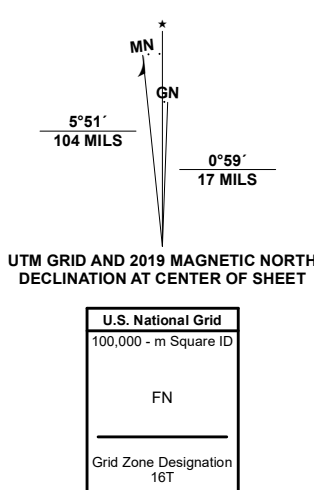 ★
MN
GN
5°51´
104 MILS
0°59´
17 MILS
UTM GRID AND 2019 MAGNETIC NORTH
DECLINATION AT CENTER OF SHEET
U.S. National Grid
100,000 - m Square ID
FN
Grid Zone Designation
16T